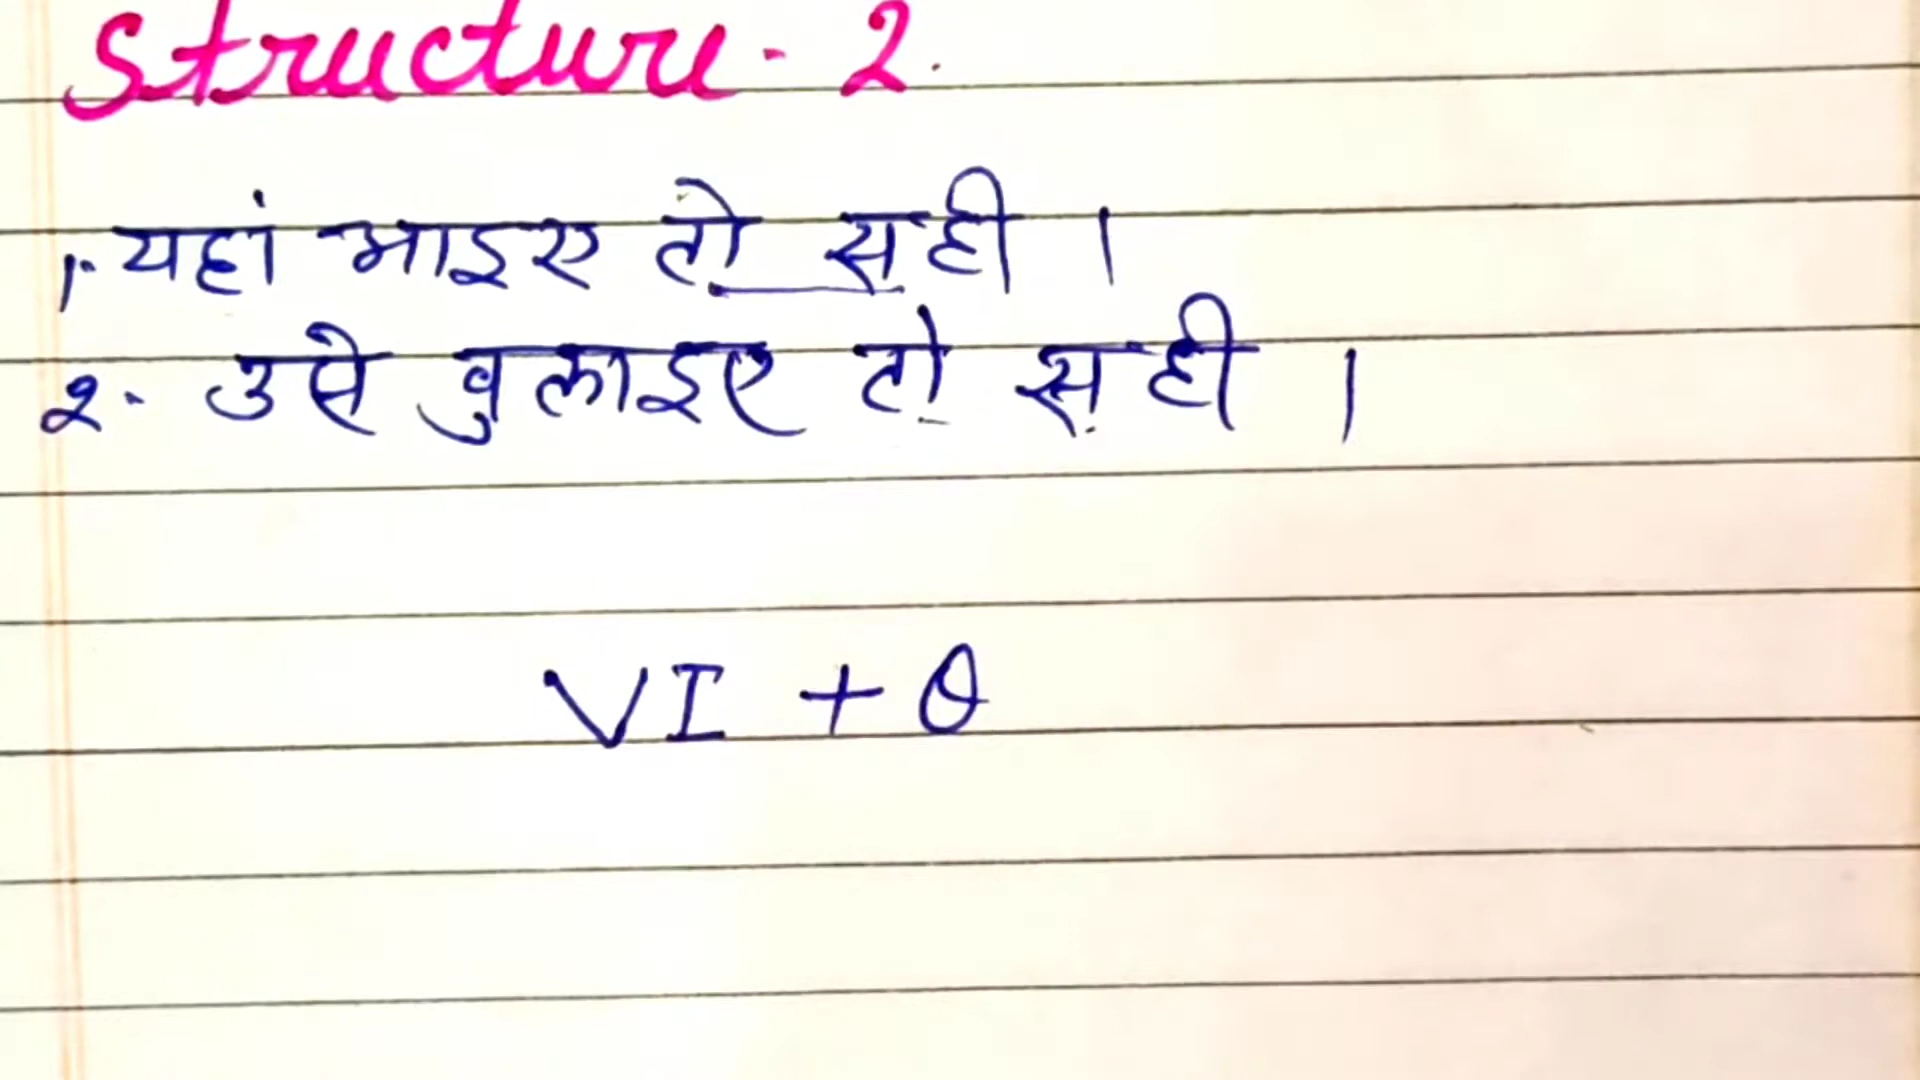 Structure - 2.
1. यहां आइए तो सही ।
2. उसे बुलाइए तो सही ।
VI + O